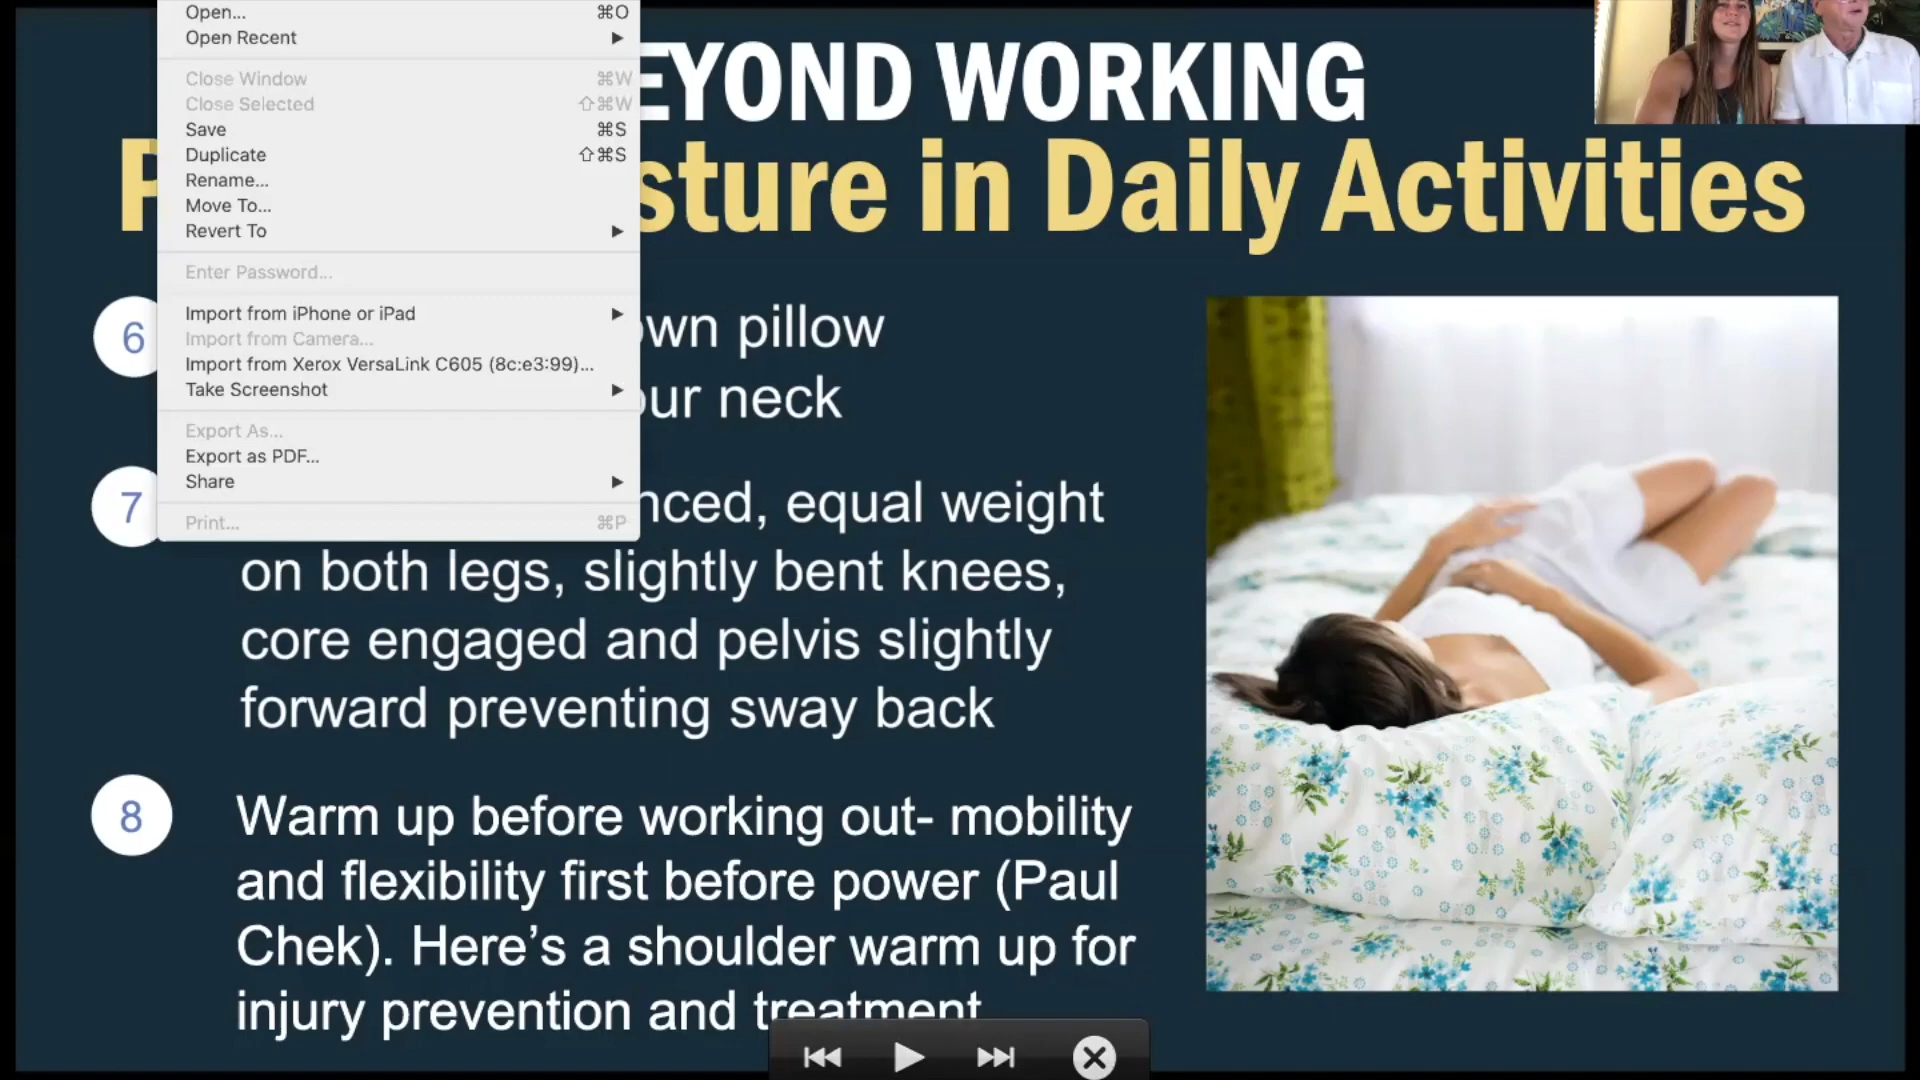 Open... ⌘O
Open Recent ▶
Close Window ⌘W
Close Selected ⇧⌘W
Save ⌘S
Duplicate ⇧⌘S
Rename...
Move To...
Revert To ▶
Enter Password...
Import from iPhone or iPad ▶
Import from Camera...
Import from Xerox VersaLink C605 (8c:e3:99)...
Take Screenshot ▶
Export As...
Export as PDF...
Share ▶
Print... ⌘P
EYOND WORKING
P sture in Daily Activities
6 own pillow
our neck
7 nced, equal weight
on both legs, slightly bent knees,
core engaged and pelvis slightly
forward preventing sway back
8 Warm up before working out- mobility
and flexibility first before power (Paul
Chek). Here’s a shoulder warm up for
injury prevention and treatment